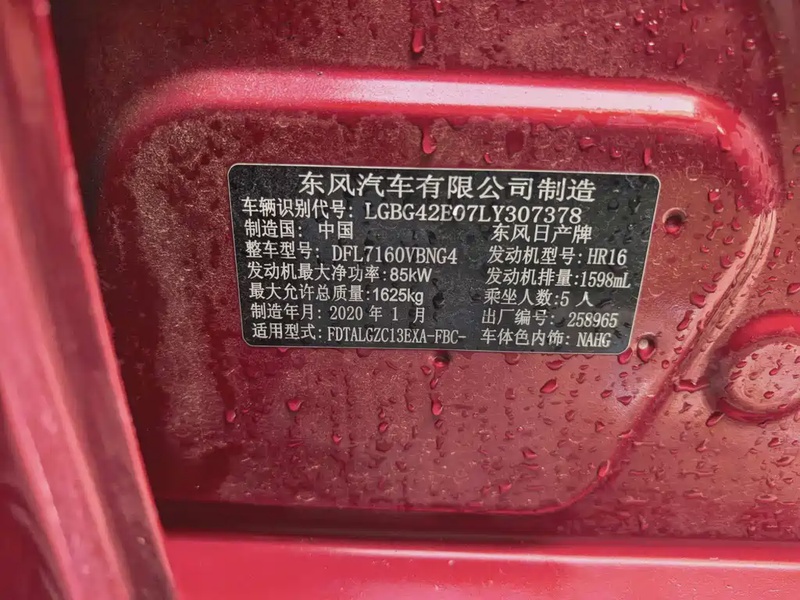 东风汽车有限公司制造
车辆识别代号: LGBG42E07LY307378
制造国: 中国 东风日产牌
整车型号: DFL7160VBNG4 发动机型号: HR16
发动机最大净功率: 85kW 发动机排量: 1598mL
最大允许总质量: 1625kg 乘坐人数: 5 人
制造年月: 2020 年 1 月 出厂编号: 258965
适用型式: FDTALGZC13EXA-FBC- 车体色内饰: NAHG